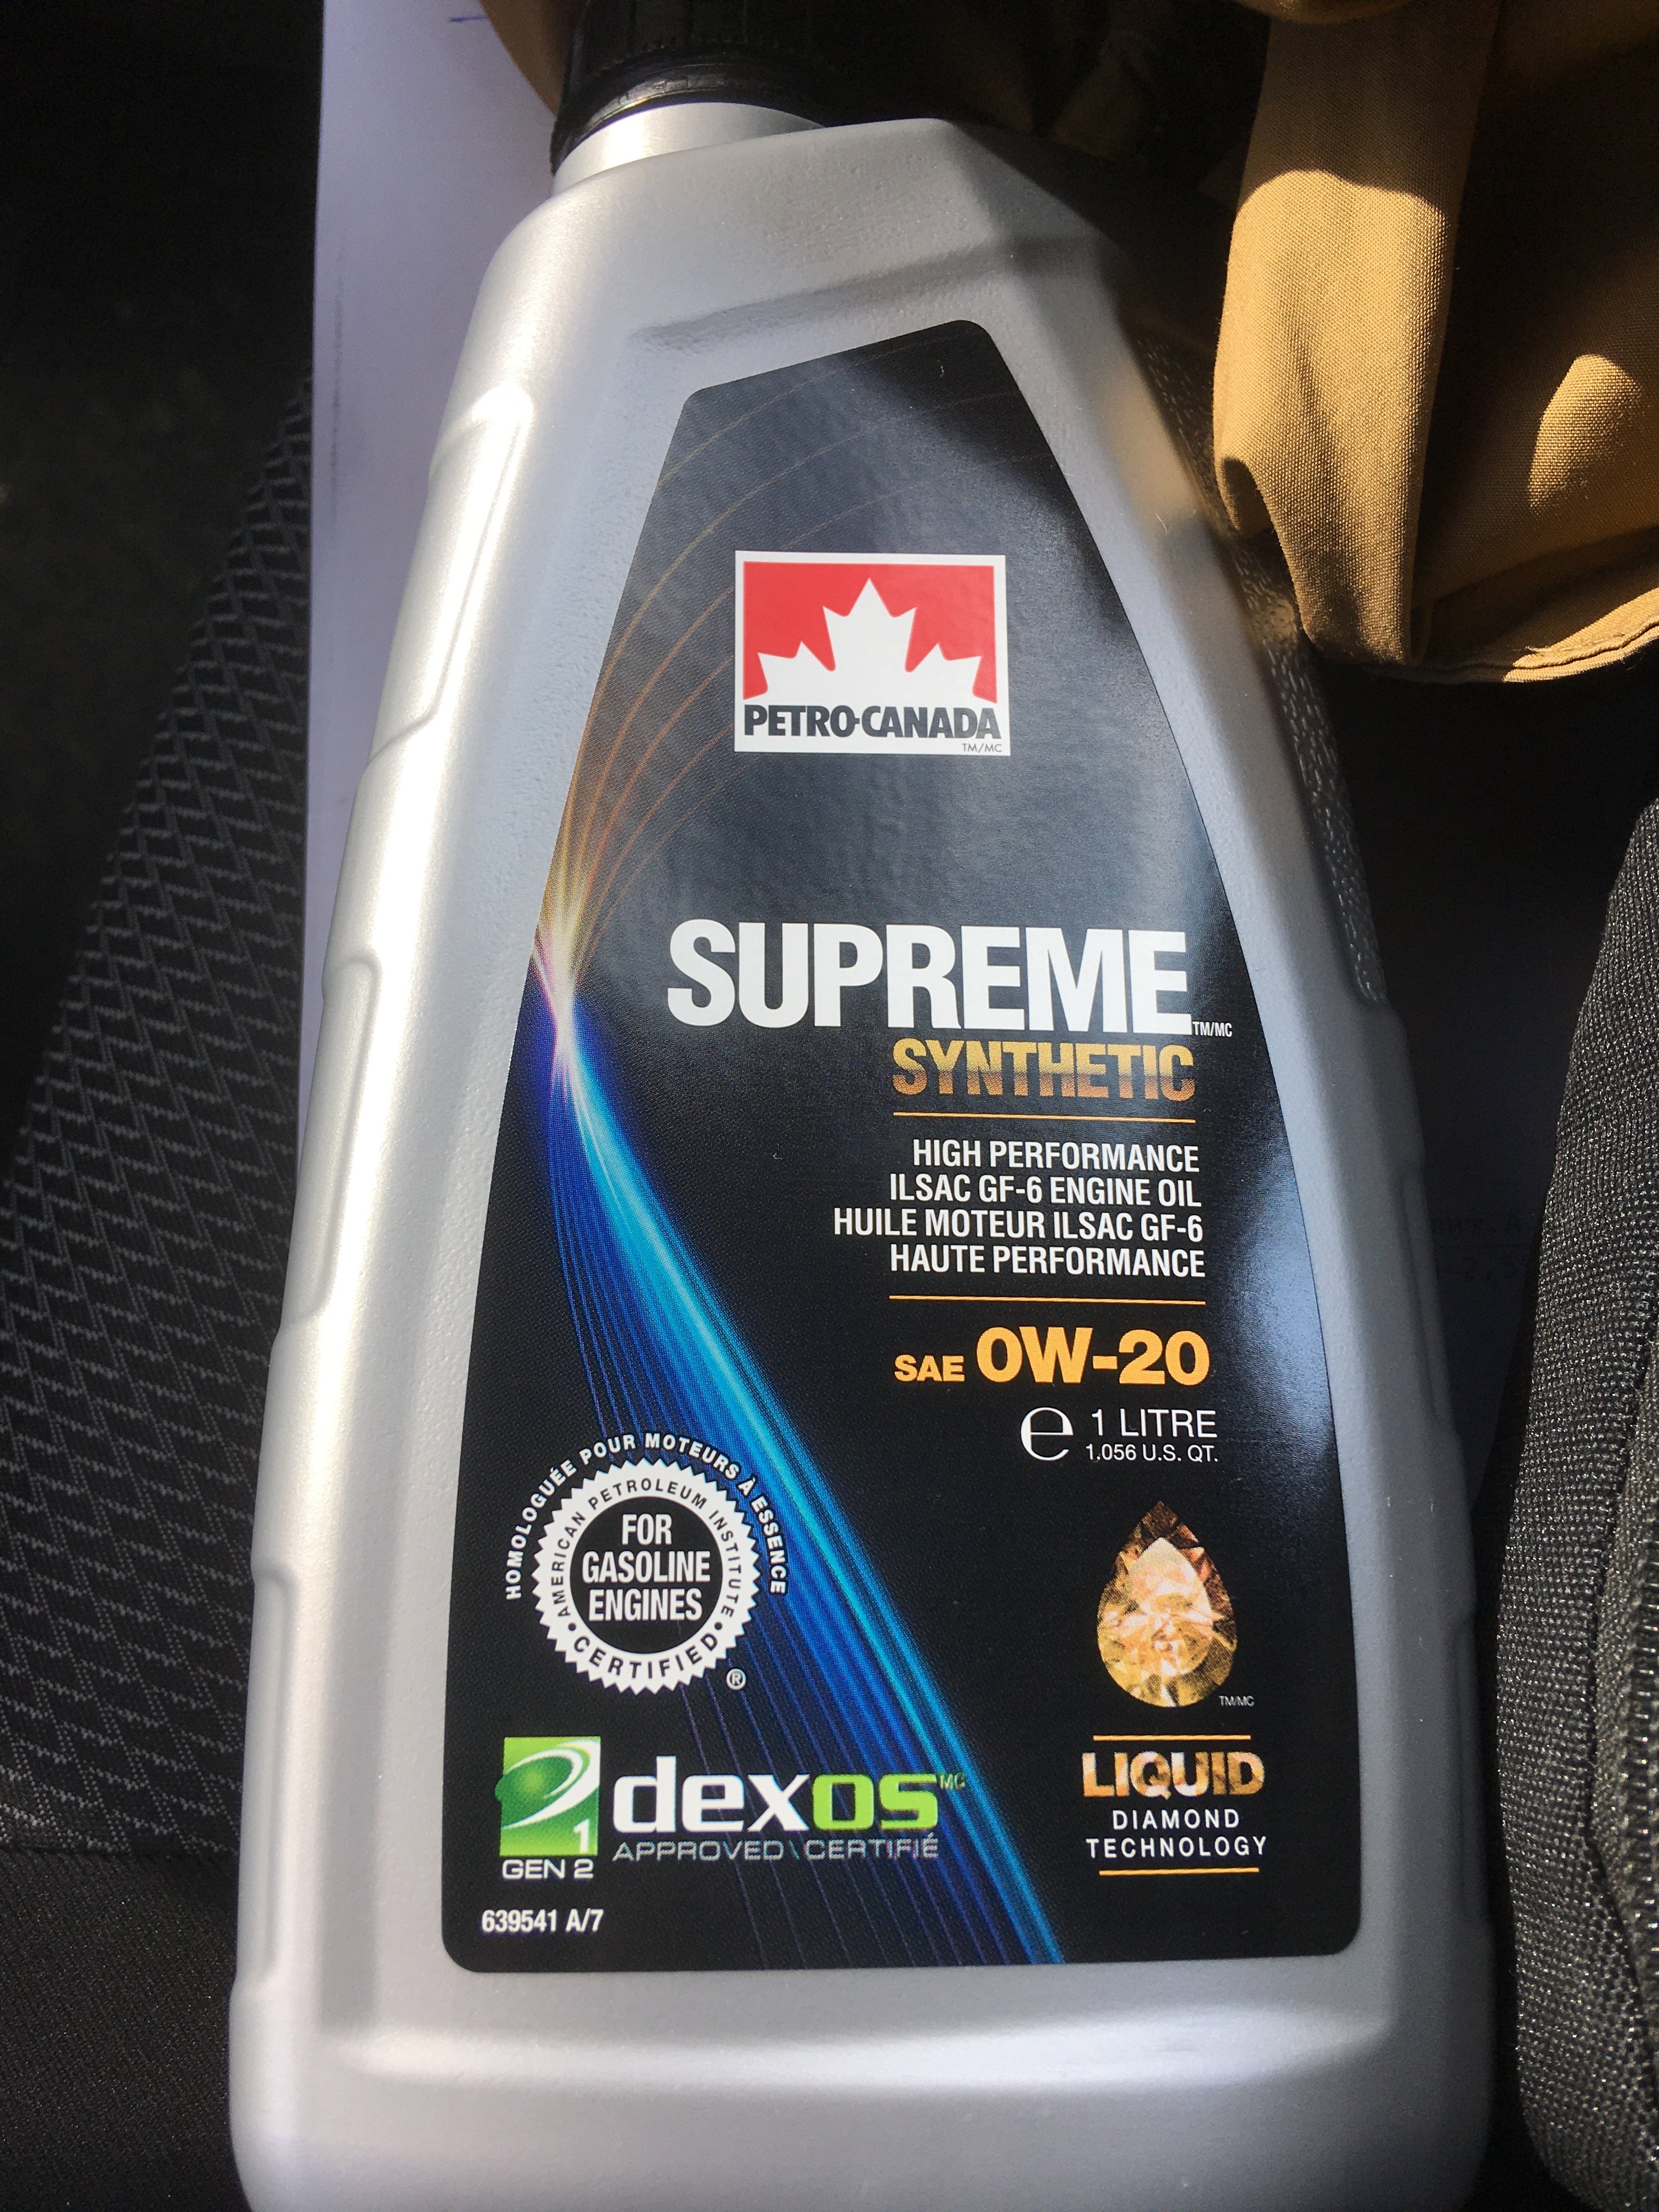 PETRO-CANADA
TM/MC
SUPREME TM/MC
SYNTHETIC
HIGH PERFORMANCE
ILSAC GF-6 ENGINE OIL
HUILE MOTEUR ILSAC GF-6
HAUTE PERFORMANCE
SAE 0W-20
e 1 LITRE
1.056 U.S. QT.
HOMOLOGUÉE POUR MOTEURS À ESSENCE
AMERICAN PETROLEUM INSTITUTE
FOR
GASOLINE
ENGINES
• CERTIFIED •
®
TM/MC
LIQUID
DIAMOND
TECHNOLOGY
1
GEN 2
dexos MC
APPROVED\CERTIFIÉ
639541 A/7